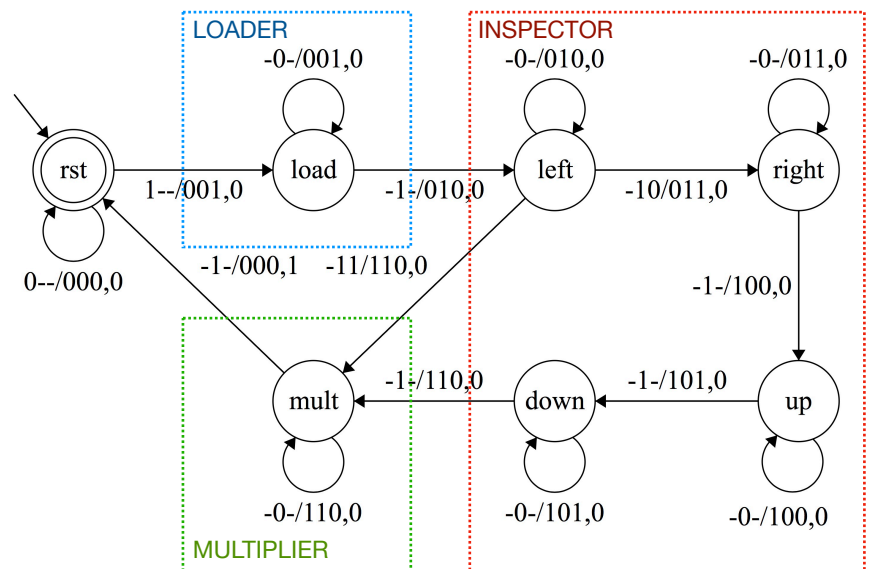 LOADER
INSPECTOR
-0-/001,0
-0-/010,0
-0-/011,0
rst
load
left
right
1--/001,0
-1-/010,0
-10/011,0
0--/000,0
-1-/000,1
-11/110,0
-1-/100,0
-1-/110,0
-1-/101,0
mult
down
up
-0-/110,0
-0-/101,0
-0-/100,0
MULTIPLIER